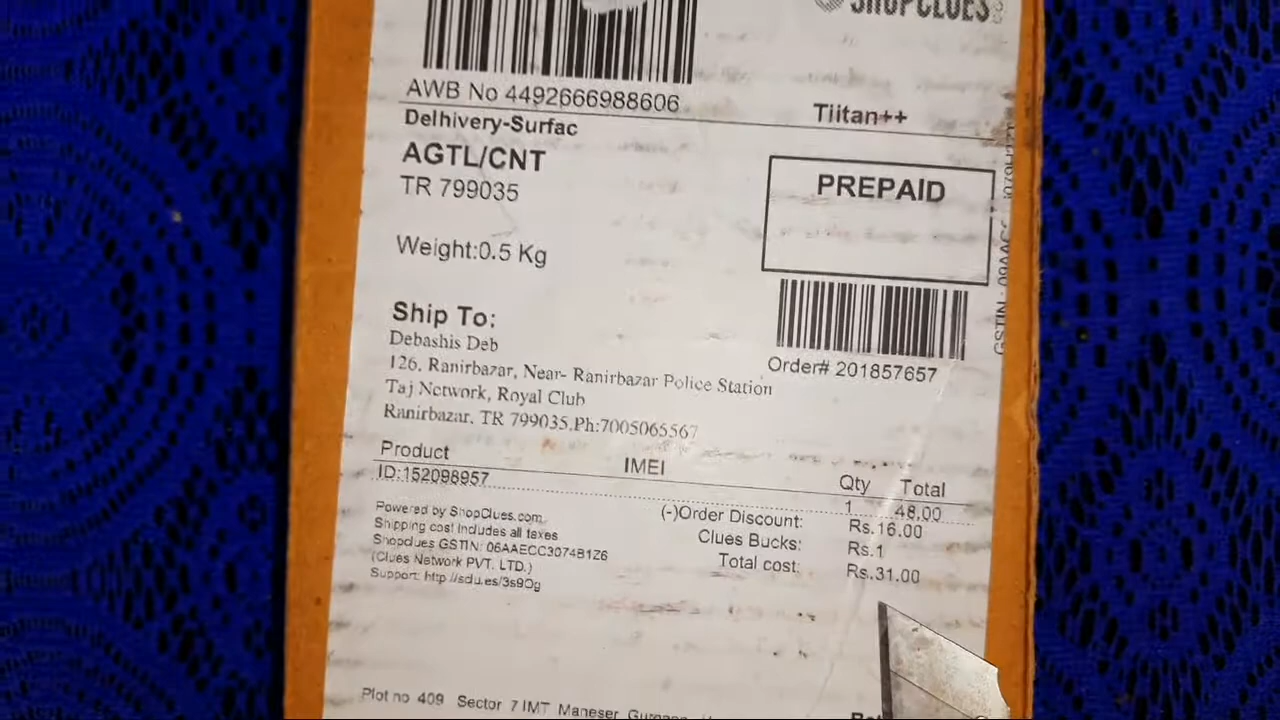 SHOPCLUES
AWB No 4492666988606
Tiitan++
Delhivery-Surfac
AGTL/CNT
TR 799035
PREPAID
Weight:0.5 Kg
Ship To:
Debashis Deb
126, Ranirbazar, Near- Ranirbazar Police Station
Taj Network, Royal Club
Ranirbazar, TR 799035.Ph:7005065567
Order# 201857657
GSTIN:
Product IMEI Qty Total
ID:152098957 1 48.00
(-)Order Discount: Rs.16.00
Clues Bucks: Rs.1
Total cost: Rs.31.00
Powered by ShopClues.com
Shipping cost includes all taxes
Shopclues GSTIN: 06AAECC3074B1Z6
(Clues Network PVT. LTD.)
Support: http://sdu.es/3s9Og
Plot no 409 Sector 7 IMT Maneser